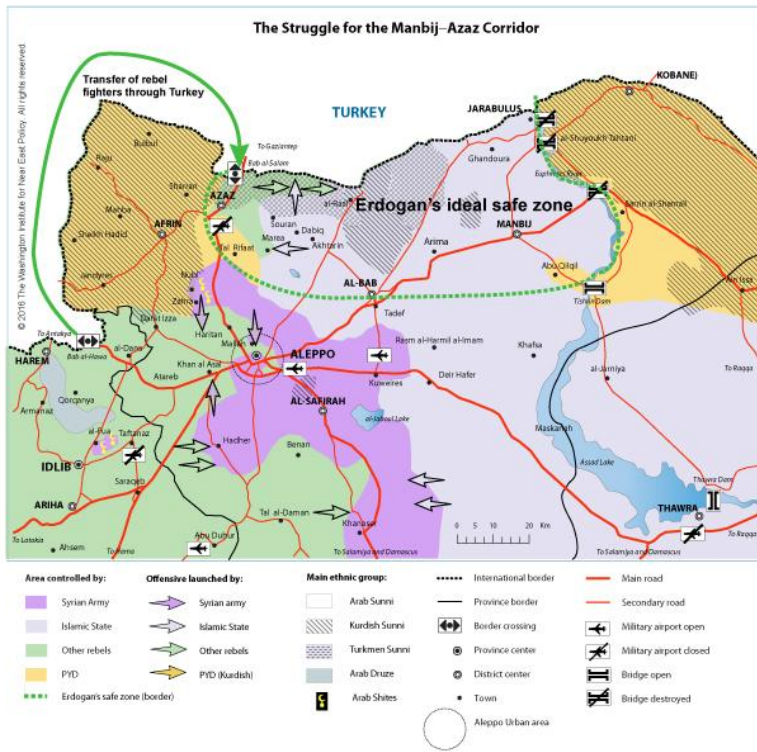 The Struggle for the Manbij–Azaz Corridor
© 2016 The Washington Institute for Near East Policy. All rights reserved.
Transfer of rebel
fighters through Turkey
TURKEY
KOBANE)
JARABULUS
al-Shuyoukh Tahtani
To Gaziantep
Bab al-Salam
Ghandoura
Euphrates River
Bulbul
Raju
Sharran
AZAZ
al-Rai
Erdogan's ideal safe zone
Sarrin al-Shamali
Mahba
AFRIN
Souran
Dabiq
MANBIJ
Sheikh Hadid
Marea
Akhtarin
Arima
Tal Rifaat
Abu Qilqil
Jandyres
Nubl
AL-BAB
Ain Issa
Zahra
Tishrin Dam
Tadef
To Antakya
Darat Izza
Haritan
Bab al-Hawa
al-Dana
ALEPPO
Rasm al-Harmil al-Imam
Khafsa
HAREM
Khan al Asal
To Raqqa
Atareb
Kuweires
Deir Hafer
al-Jarniya
Armanaz
Qorqanya
AL-SAFIRAH
al-Jaboul Lake
Maskanah
al-Fua
Taftanaz
Hadher
IDLIB
Benan
Assad Lake
Saraqeb
Thawra Dam
ARIHA
Tal al-Daman
THAWRA
Khanaser
0 10 20 Km
To Raqqa
To Latakia
Ahsem
To Hama
Abu Duhur
To Salamiya and Damascus
To Salamiya and Damascus
Area controlled by:
Syrian Army
Islamic State
Other rebels
PYD
Erdogan's safe zone (border)
Offensive launched by:
Syrian army
Islamic State
Other rebels
PYD (Kurdish)
Main ethnic group:
Arab Sunni
Kurdish Sunni
Turkmen Sunni
Arab Druze
Arab Shites
International border
Province border
Border crossing
Province center
District center
Town
Aleppo Urban area
Main road
Secondary road
Military airport open
Military airport closed
Bridge open
Bridge destroyed